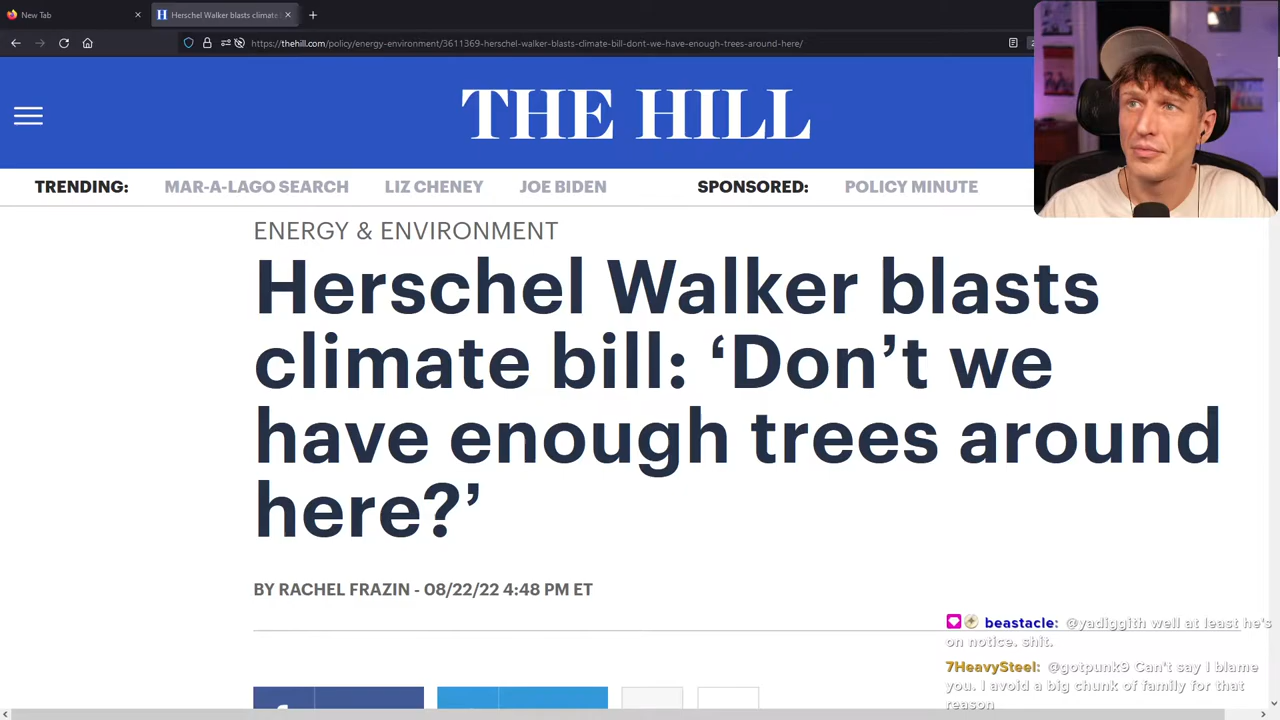 New Tab
Herschel Walker blasts climate
https://thehill.com/policy/energy-environment/3611369-herschel-walker-blasts-climate-bill-dont-we-have-enough-trees-around-here/
THE HILL
TRENDING: MAR-A-LAGO SEARCH LIZ CHENEY JOE BIDEN SPONSORED: POLICY MINUTE
ENERGY & ENVIRONMENT
Herschel Walker blasts
climate bill: ‘Don’t we
have enough trees around
here?’
BY RACHEL FRAZIN - 08/22/22 4:48 PM ET
beastacle: @yadiggith well at least he's
on notice. shit.
7HeavySteel: @gotpunk9 Can't say I blame
you. I avoid a big chunk of family for that
reason